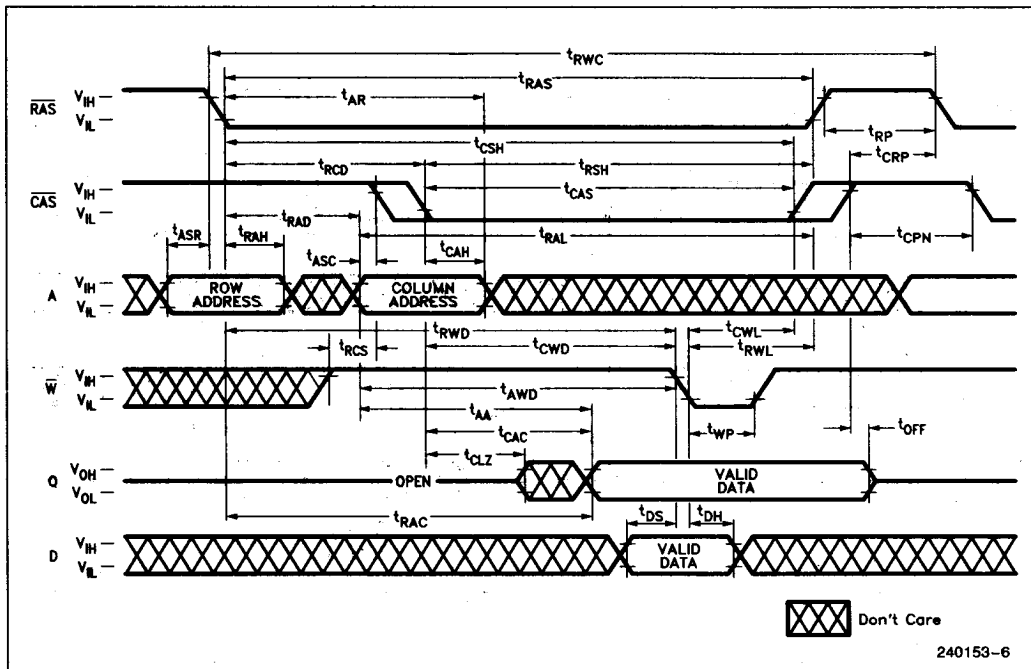 tRWC
tRAS
tAR
RAS VIH
VIL
tRP
tCSH
tCRP
tRCD tRSH
CAS VIH
VIL
tCAS
tRAD
tASR tRAH tRAL tCPN
tASC tCAH
A VIH
VIL
ROW ADDRESS
COLUMN ADDRESS
tRWD tCWL
tRCS tCWD tRWL
W VIH
VIL
tAWD
tAA
tCAC tWP tOFF
tCLZ
Q VOH
VOL
OPEN
VALID DATA
tRAC tDS tDH
D VIH
VIL
VALID DATA
Don't Care
240153-6